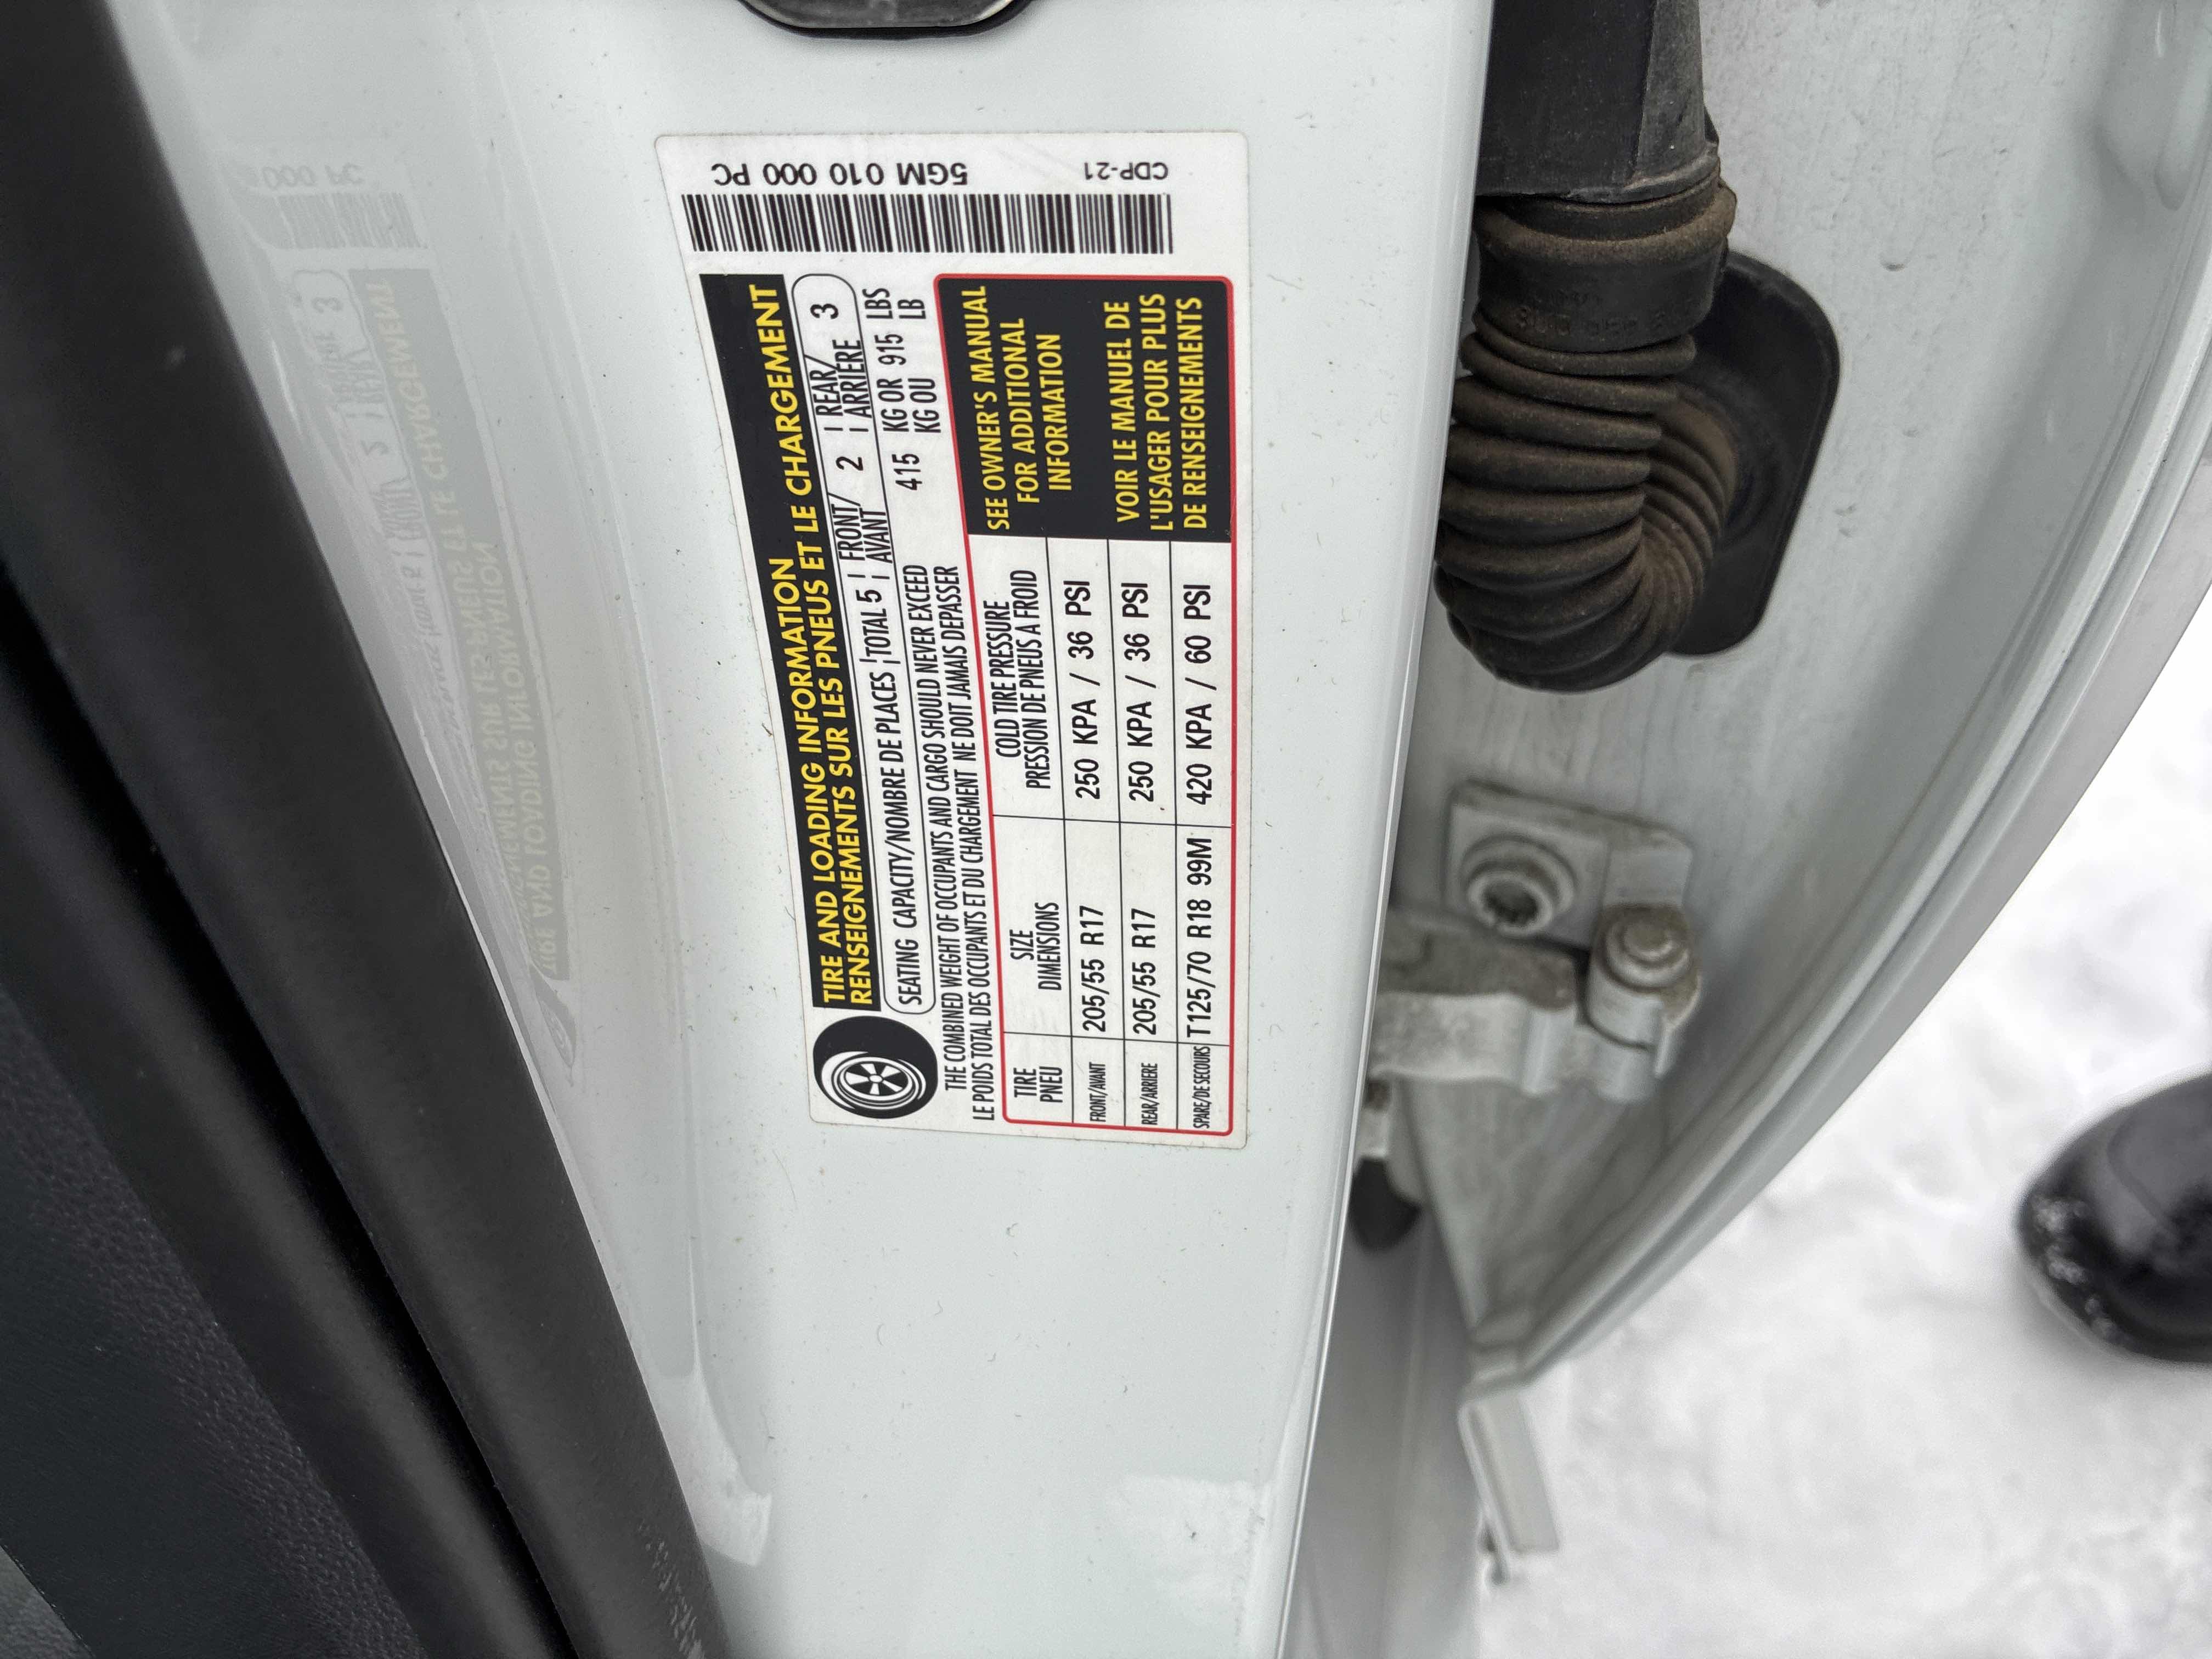 TIRE AND LOADING INFORMATION
RENSEIGNEMENTS SUR LES PNEUS ET LE CHARGEMENT
SEATING CAPACITY/NOMBRE DE PLACES TOTAL 5 FRONT/AVANT 2 REAR/ARRIERE 3
THE COMBINED WEIGHT OF OCCUPANTS AND CARGO SHOULD NEVER EXCEED 415 KG OR 915 LBS
LE POIDS TOTAL DES OCCUPANTS ET DU CHARGEMENT NE DOIT JAMAIS DEPASSER KG OU LB
TIRE SIZE COLD TIRE PRESSURE
PNEU DIMENSIONS PRESSION DE PNEUS A FROID
FRONT/AVANT 205/55 R17 250 KPA / 36 PSI
REAR/ARRIERE 205/55 R17 250 KPA / 36 PSI
SPARE/DE SECOURS T125/70 R18 99M 420 KPA / 60 PSI
SEE OWNER'S MANUAL
FOR ADDITIONAL
INFORMATION
VOIR LE MANUEL DE
L'USAGER POUR PLUS
DE RENSEIGNEMENTS
5GM 010 000 PC
CDP-21